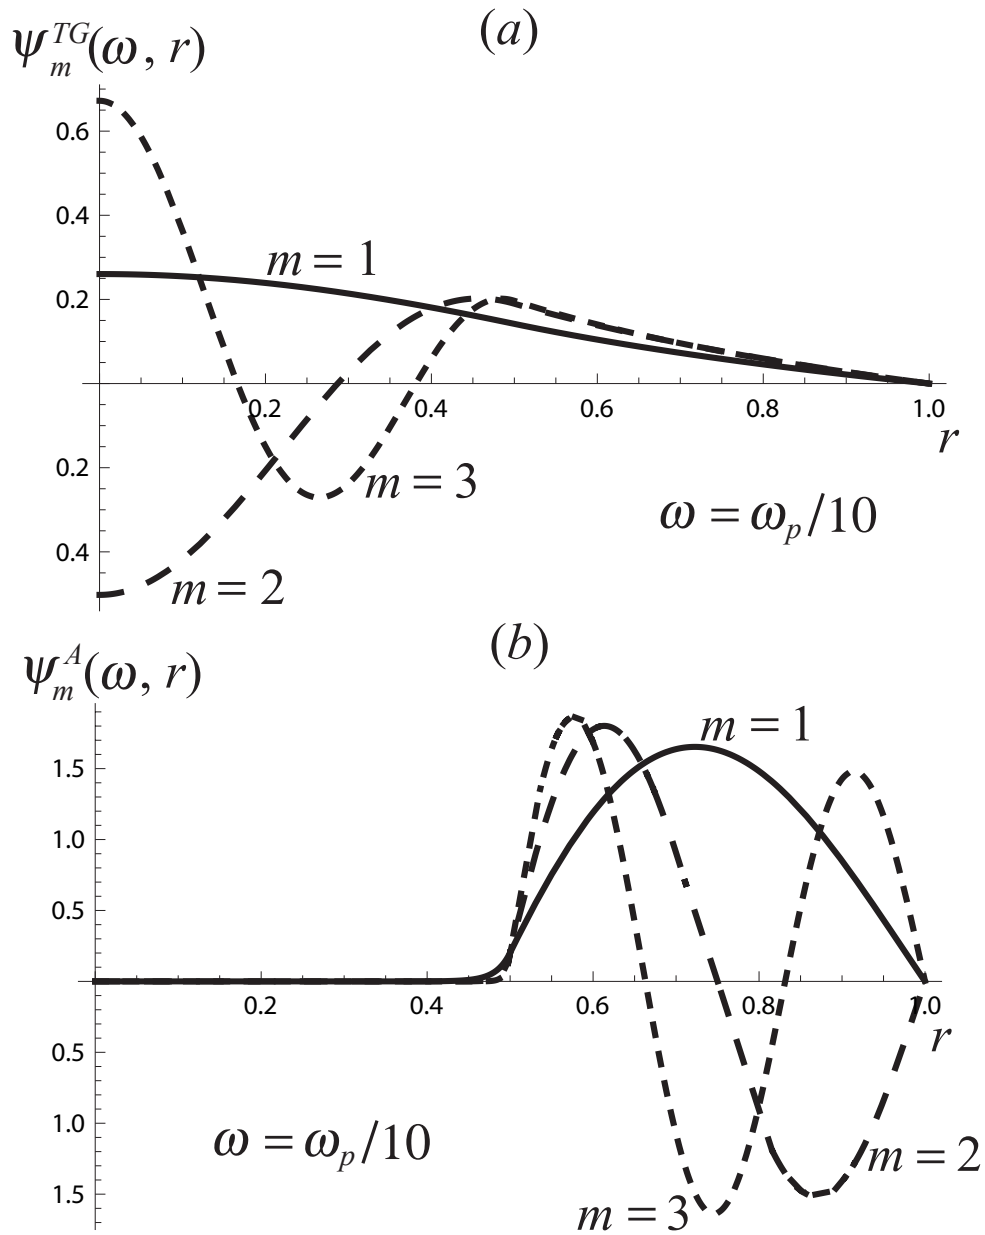 (a)
ψ_m^{TG}(ω, r)
0.6
0.4
m = 1
0.2
0.2 0.4 0.6 0.8 1.0
r
0.2
m = 3
ω = ω_p/10
0.4
m = 2
(b)
ψ_m^A(ω, r)
m = 1
1.5
1.0
0.5
0.2 0.4 0.6 0.8 1.0
r
0.5
1.0
ω = ω_p/10
m = 2
1.5
m = 3